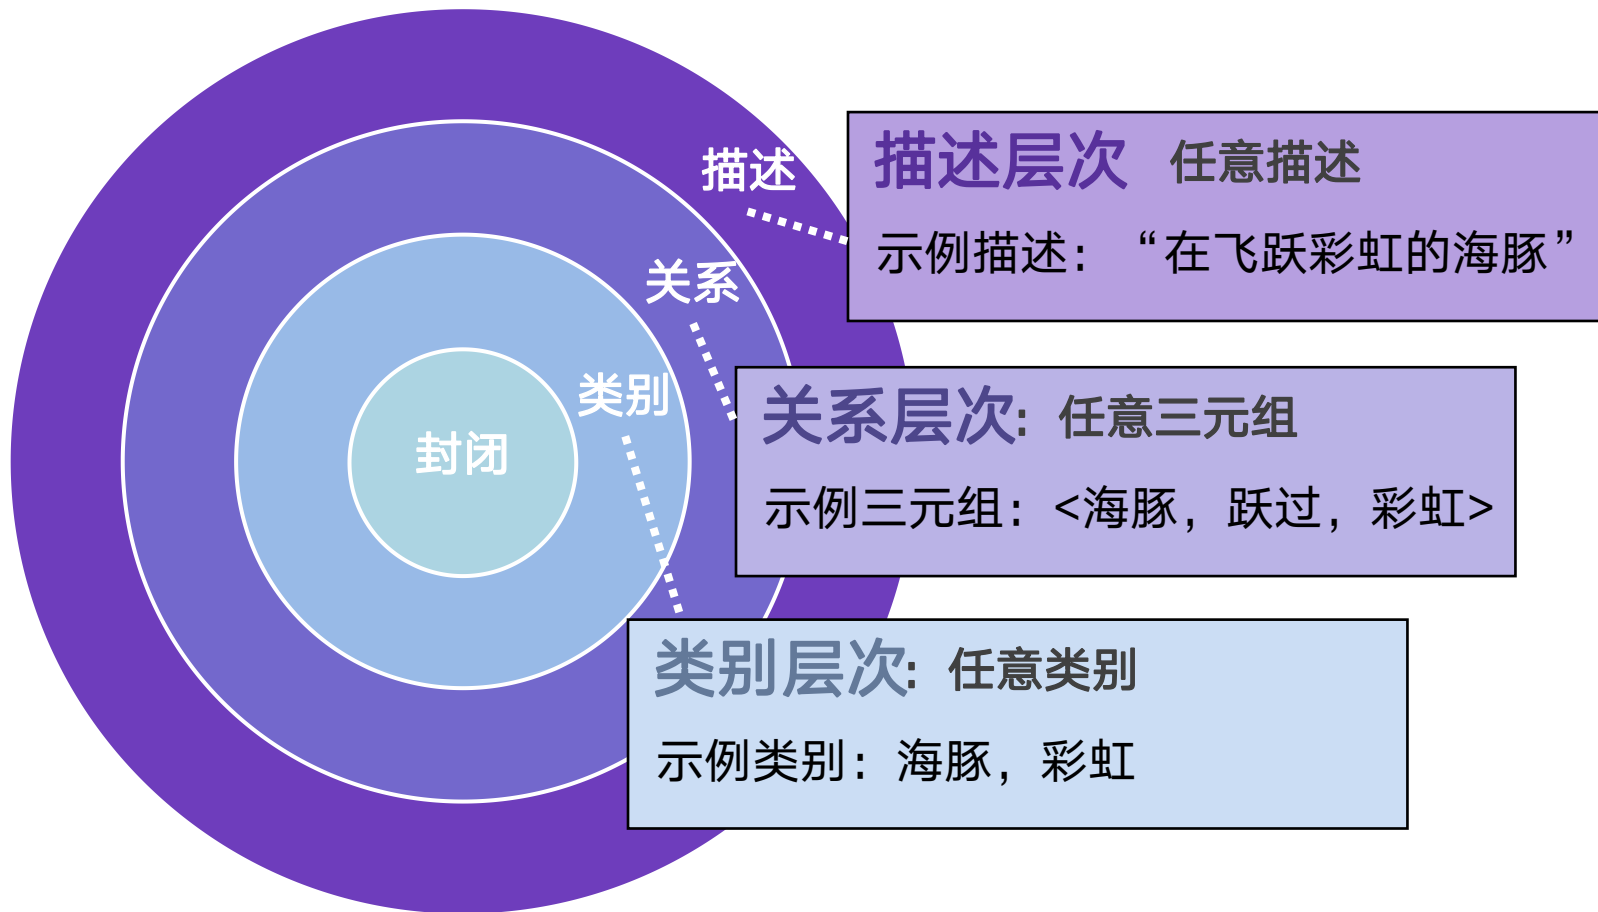 描述
关系
类别
封闭
描述层次 任意描述
示例描述：“在飞跃彩虹的海豚”
关系层次：任意三元组
示例三元组：<海豚，跃过，彩虹>
类别层次：任意类别
示例类别：海豚，彩虹